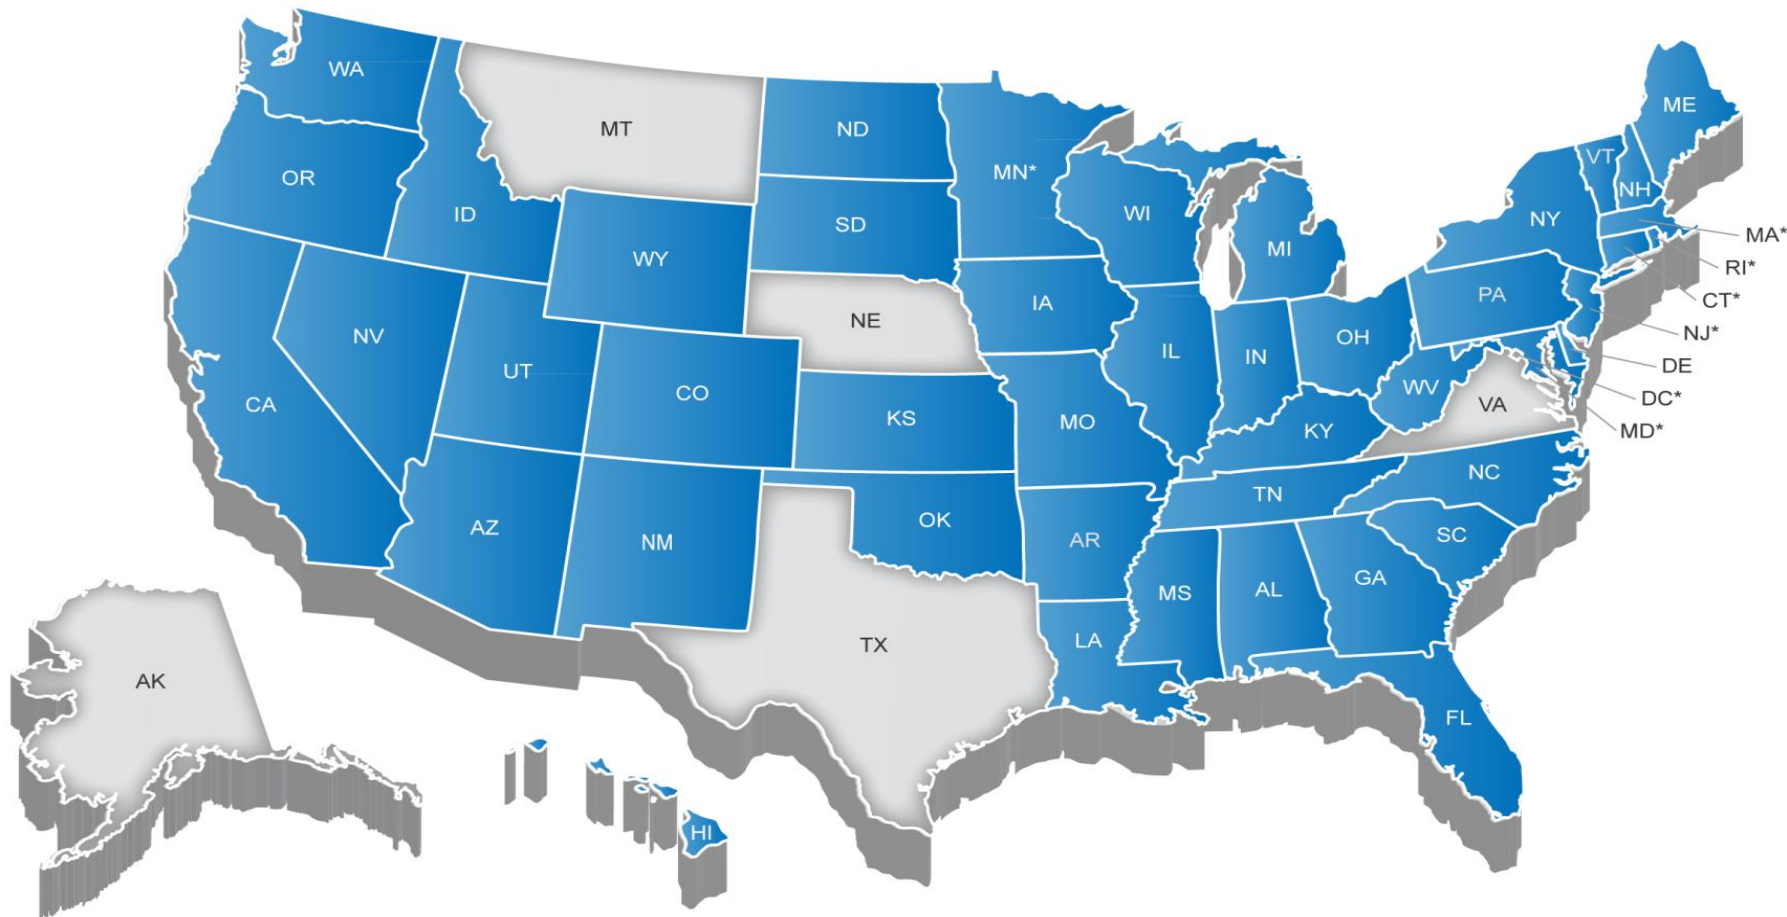 WA
MT
ND
MN*
ME
VT
NH
OR
ID
SD
WI
MI
NY
MA*
RI*
CT*
NJ*
WY
IA
NE
PA
DE
DC*
MD*
NV
UT
CO
CA
KS
MO
IL
IN
OH
WV
VA
KY
NC
TN
AZ
NM
OK
AR
SC
MS
AL
GA
TX
LA
AK
FL
HI